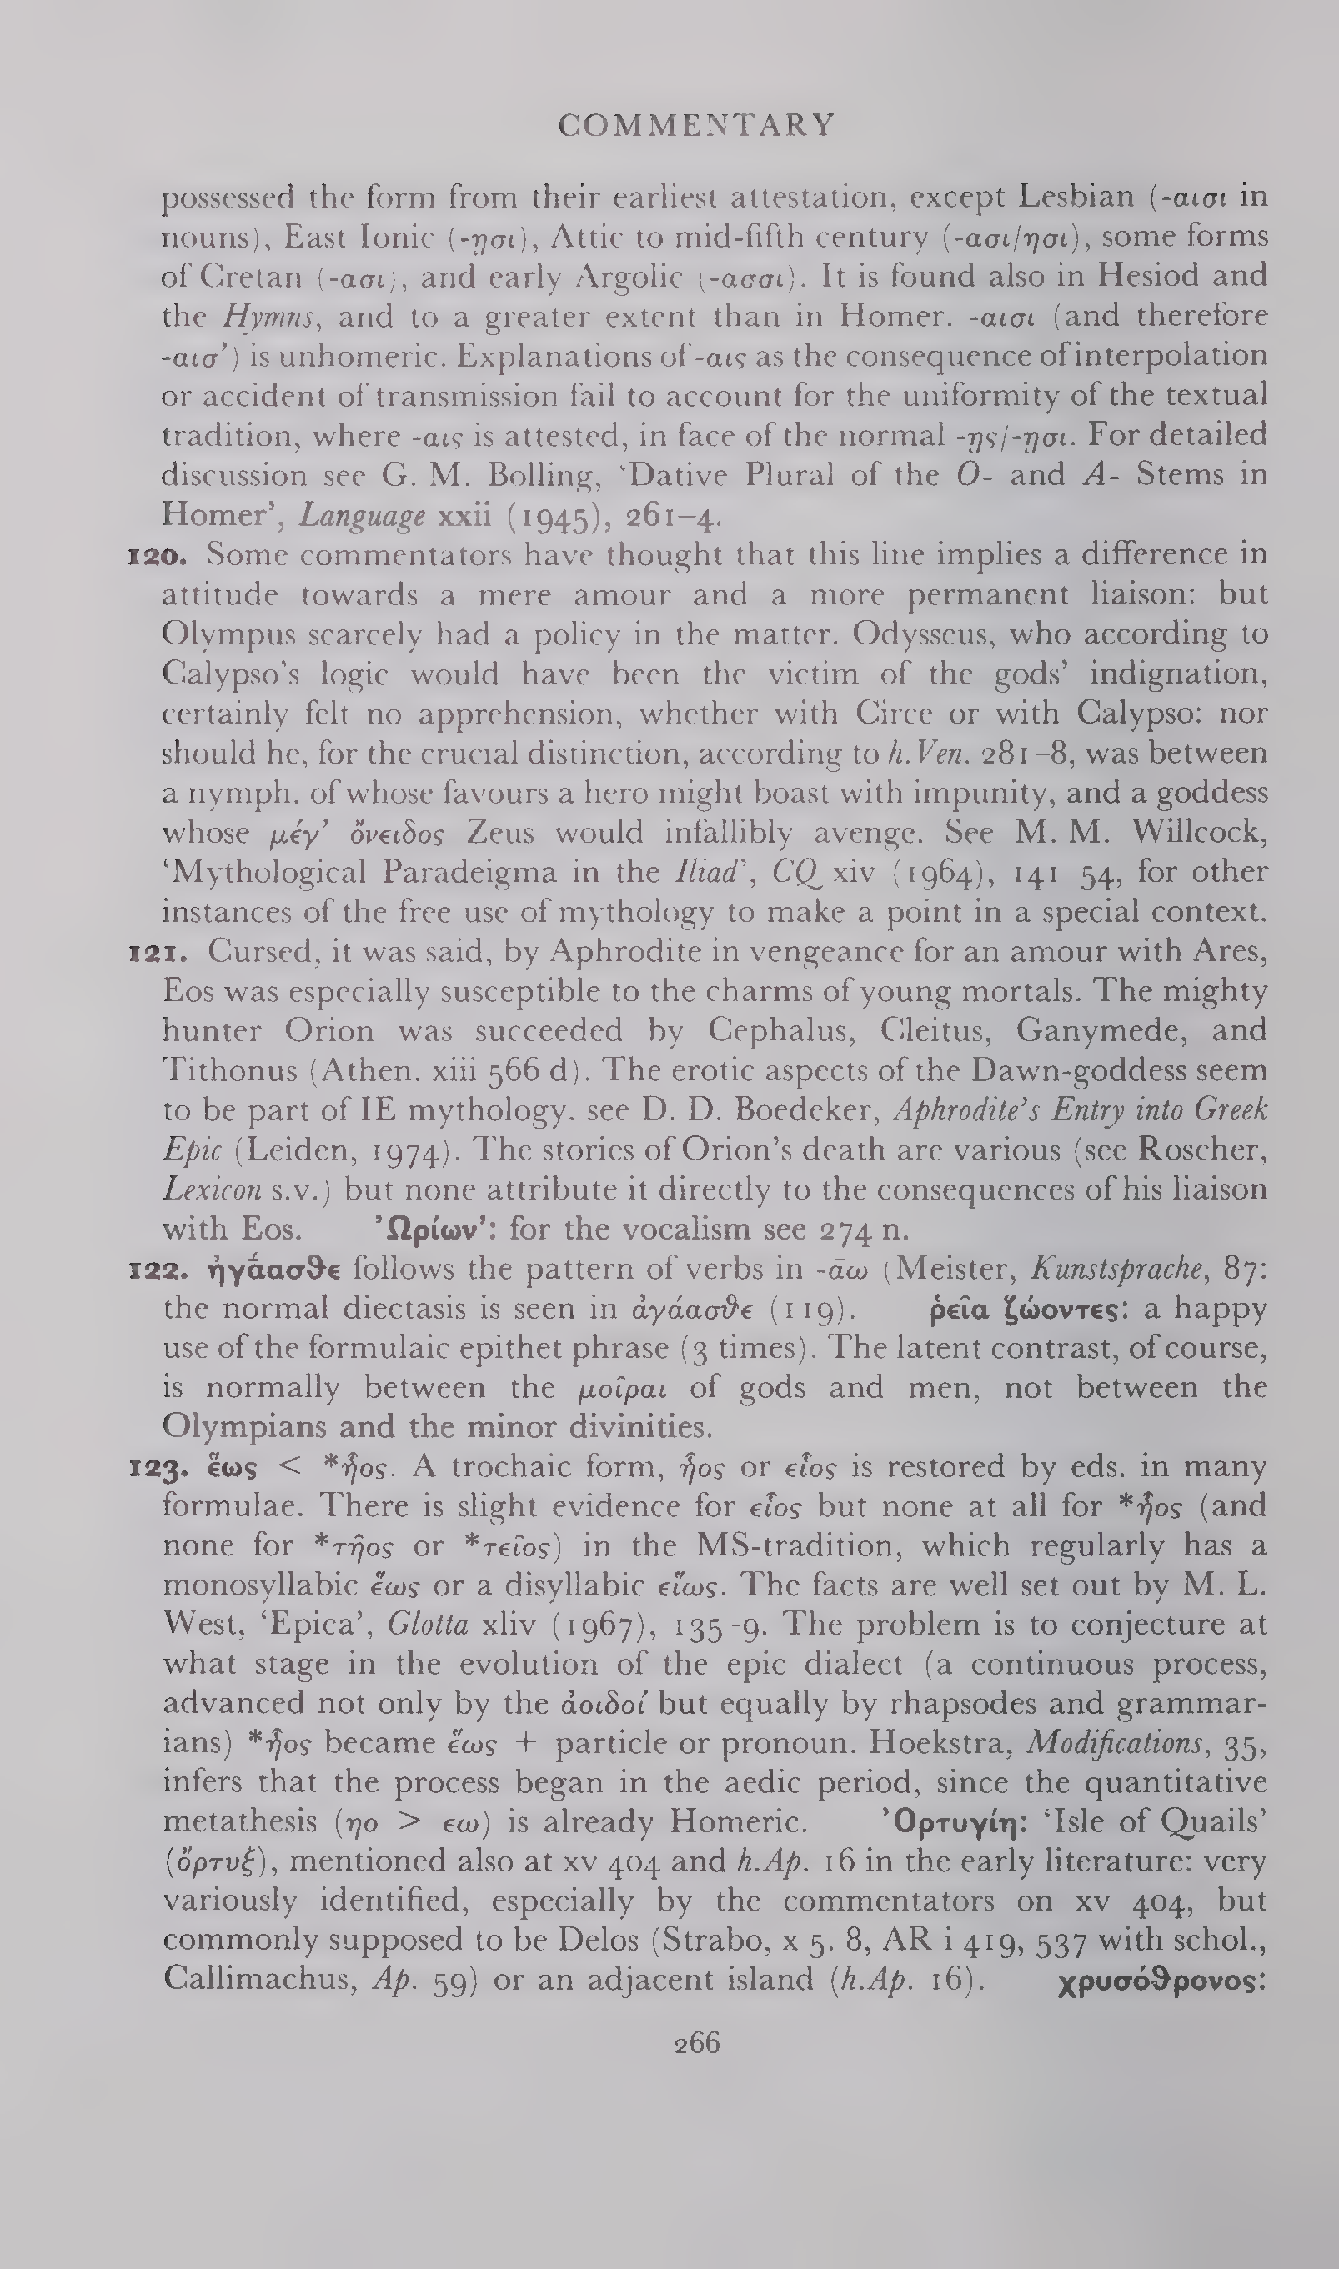 COMMENTARY
possessed the form from their earliest attestation, except Lesbian (-αισι in
nouns), East Ionic (-ῃσι), Attic to mid-fifth century (-ασι/ησι), some forms
of Cretan (-ασι), and early Argolic (-ασσι). It is found also in Hesiod and
the Hymns, and to a greater extent than in Homer. -αισι (and therefore
-αισ’) is unhomeric. Explanations of -αις as the consequence of interpolation
or accident of transmission fail to account for the uniformity of the textual
tradition, where -αις is attested, in face of the normal -ῃς/-ῃσι. For detailed
discussion see G. M. Bolling, ‘Dative Plural of the O- and A- Stems in
Homer’, Language xxii (1945), 261–4.
120. Some commentators have thought that this line implies a difference in
attitude towards a mere amour and a more permanent liaison: but
Olympus scarcely had a policy in the matter. Odysseus, who according to
Calypso’s logic would have been the victim of the gods’ indignation,
certainly felt no apprehension, whether with Circe or with Calypso: nor
should he, for the crucial distinction, according to h. Ven. 281–8, was between
a nymph, of whose favours a hero might boast with impunity, and a goddess
whose μέγ’ ὄνειδος Zeus would infallibly avenge. See M. M. Willcock,
‘Mythological Paradeigma in the Iliad’, CQ xiv (1964), 141 54, for other
instances of the free use of mythology to make a point in a special context.
121. Cursed, it was said, by Aphrodite in vengeance for an amour with Ares,
Eos was especially susceptible to the charms of young mortals. The mighty
hunter Orion was succeeded by Cephalus, Cleitus, Ganymede, and
Tithonus (Athen. xiii 566 d). The erotic aspects of the Dawn-goddess seem
to be part of IE mythology, see D. D. Boedeker, Aphrodite’s Entry into Greek
Epic (Leiden, 1974). The stories of Orion’s death are various (see Roscher,
Lexicon s.v.) but none attribute it directly to the consequences of his liaison
with Eos. Ὠρίων’: for the vocalism see 274 n.
122. ἠγάασθε follows the pattern of verbs in -ᾱω (Meister, Kunstsprache, 87:
the normal diectasis is seen in ἀγάασθε (119). ῥεῖα ζώοντες: a happy
use of the formulaic epithet phrase (3 times). The latent contrast, of course,
is normally between the μοῖραι of gods and men, not between the
Olympians and the minor divinities.
123. ἕως < *ἧος. A trochaic form, ἧος or εἷος is restored by eds. in many
formulae. There is slight evidence for εἷος but none at all for *ἧος (and
none for *τῆος or *τεῖος) in the MS-tradition, which regularly has a
monosyllabic ἕως or a disyllabic εἵως. The facts are well set out by M. L.
West, ‘Epica’, Glotta xliv (1967), 135–9. The problem is to conjecture at
what stage in the evolution of the epic dialect (a continuous process,
advanced not only by the ἀοιδοί but equally by rhapsodes and grammar-
ians) *ἧος became ἕως + particle or pronoun. Hoekstra, Modifications, 35,
infers that the process began in the aedic period, since the quantitative
metathesis (ηο > εω) is already Homeric. Ὀρτυγίη: ‘Isle of Quails’
(ὄρτυξ), mentioned also at xv 404 and h.Ap. 16 in the early literature: very
variously identified, especially by the commentators on xv 404, but
commonly supposed to be Delos (Strabo, x 5. 8, AR i 419, 537 with schol.,
Callimachus, Ap. 59) or an adjacent island (h.Ap. 16). χρυσόθρονος:
266